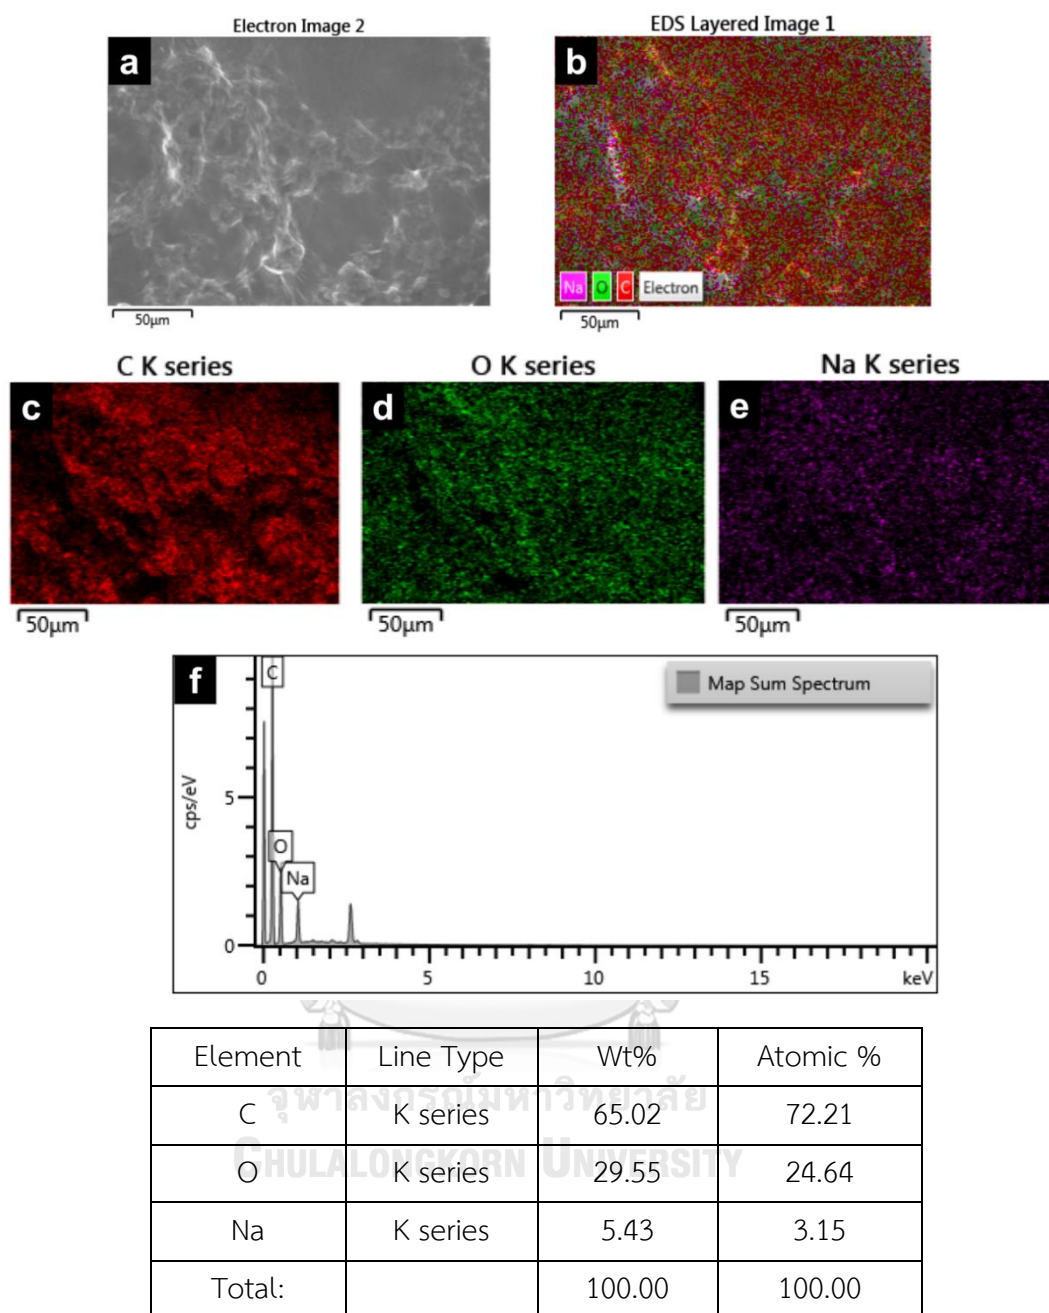 Electron Image 2
EDS Layered Image 1
a
b
Na O C Electron
50µm
50µm
C K series
O K series
Na K series
c
d
e
50µm
50µm
50µm
f
C
Map Sum Spectrum
cps/eV
5
O
Na
0
0 5 10 15 keV
Element Line Type Wt% Atomic %
C K series 65.02 72.21
O K series 29.55 24.64
Na K series 5.43 3.15
Total: 100.00 100.00
จุฬาลงกรณ์มหาวิทยาลัย
CHULALONGKORN UNIVERSITY